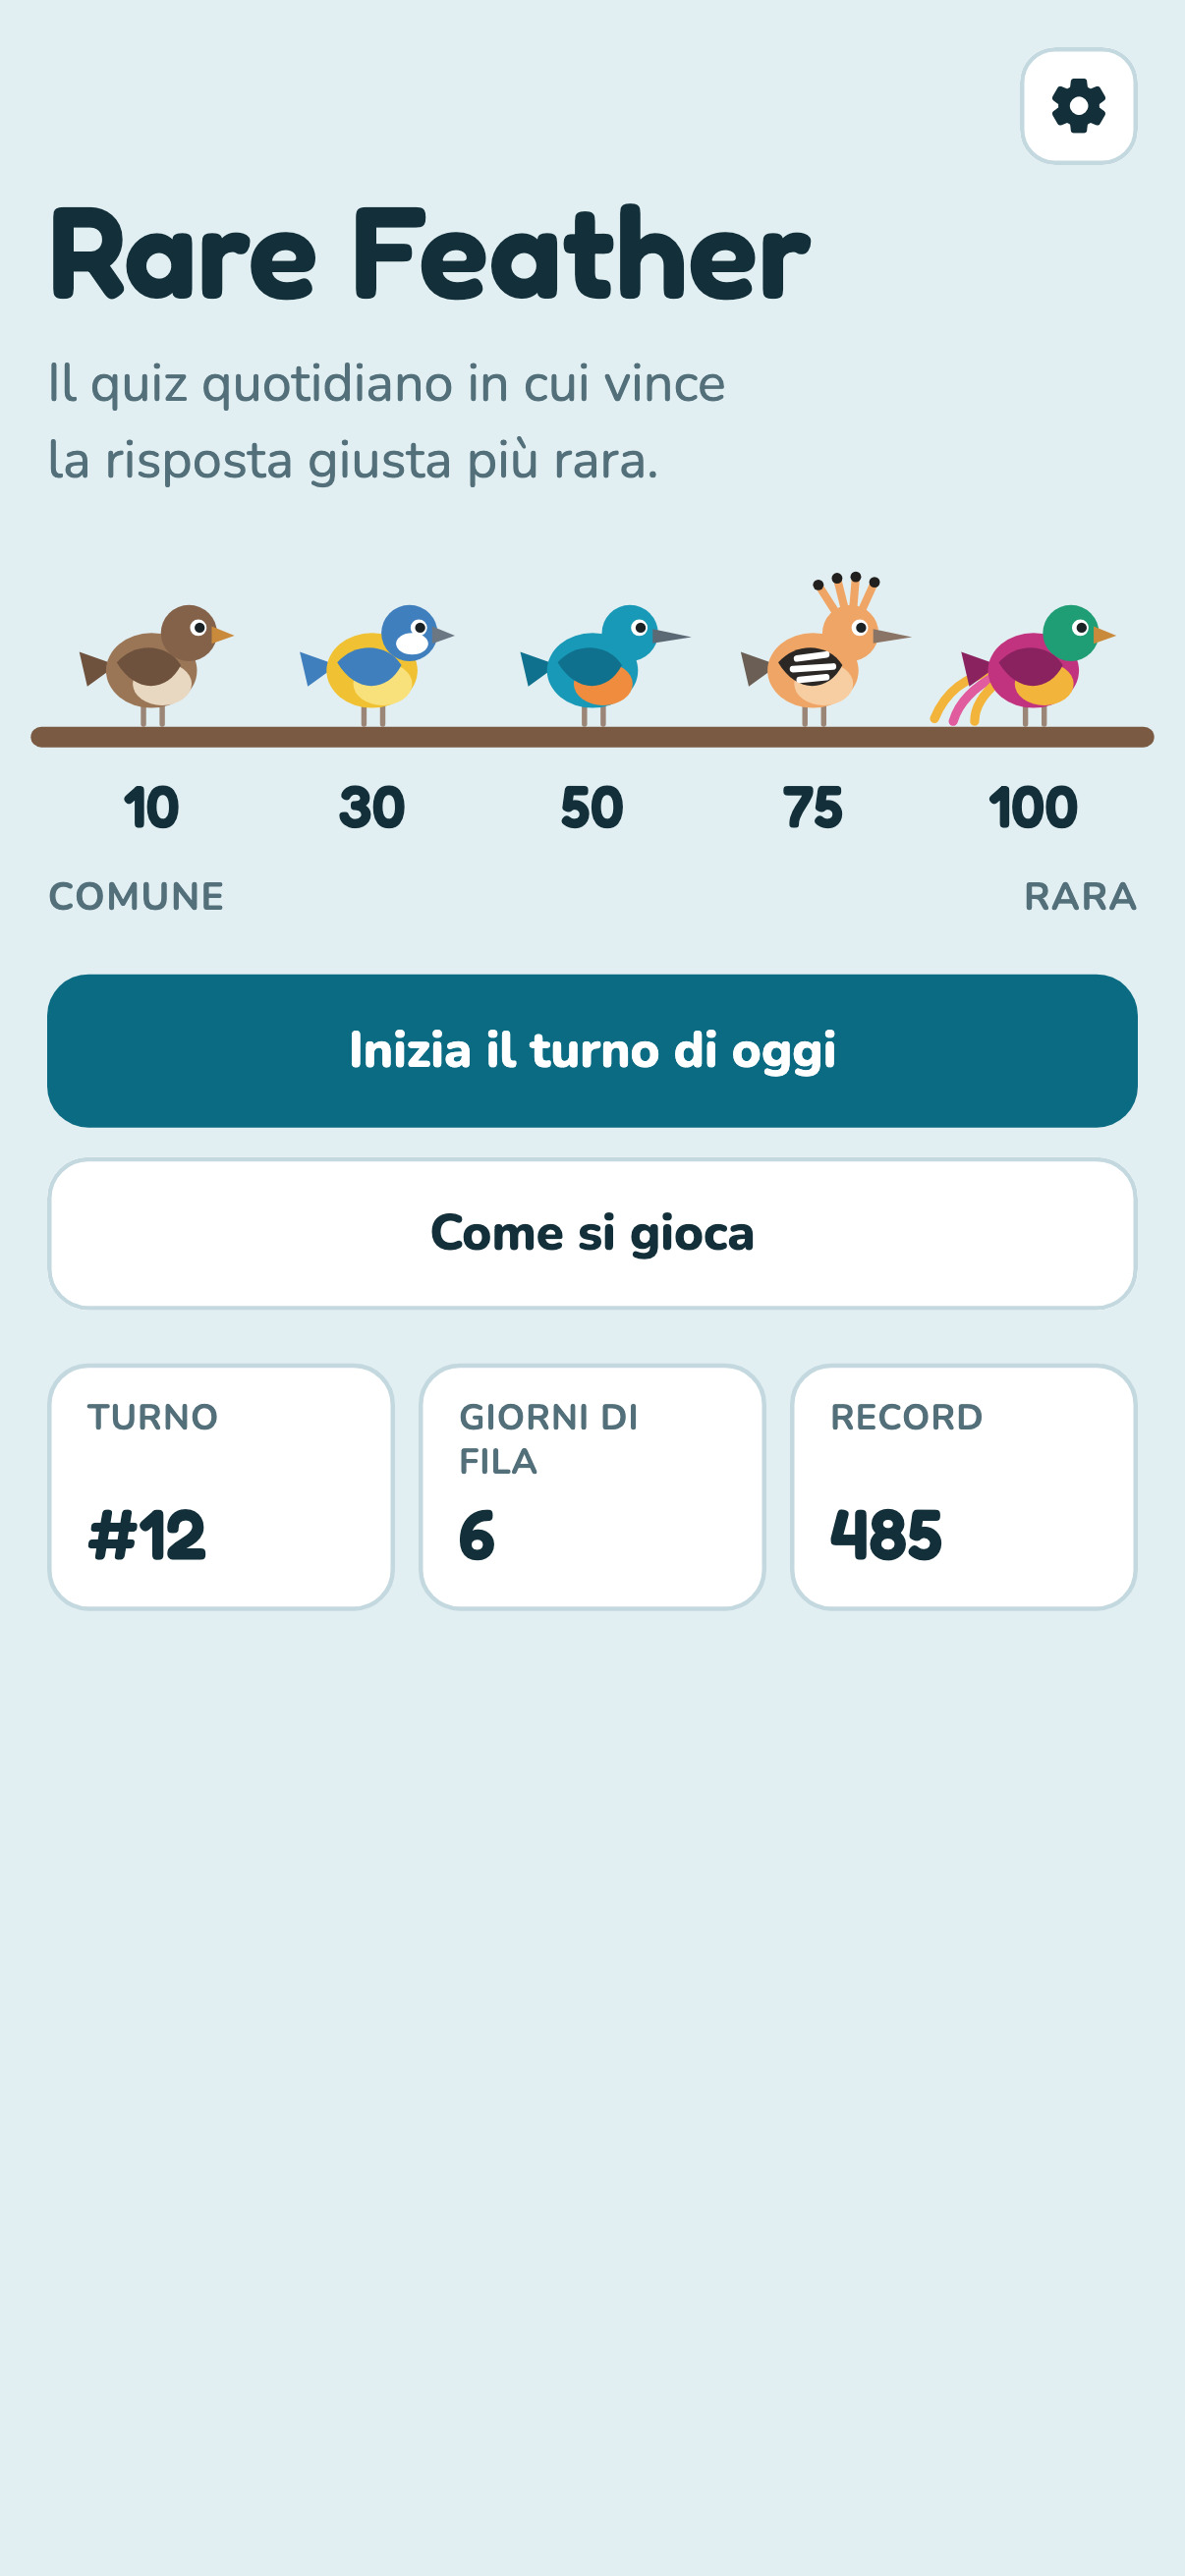 Rare Feather
Il quiz quotidiano in cui vince
la risposta giusta più rara.
10 30 50 75 100
COMUNE RARA
Inizia il turno di oggi
Come si gioca
TURNO
#12
GIORNI DI
FILA
6
RECORD
485